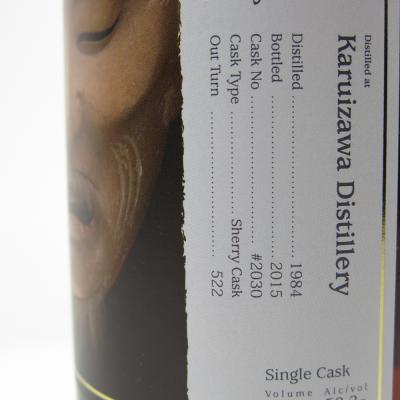 Distilled at
Karuizawa Distillery
Distilled 1984
Bottled 2015
Cask No #2030
Cask Type Sherry Cask
Out Turn 522
Single Cask
Volume Alc/vol